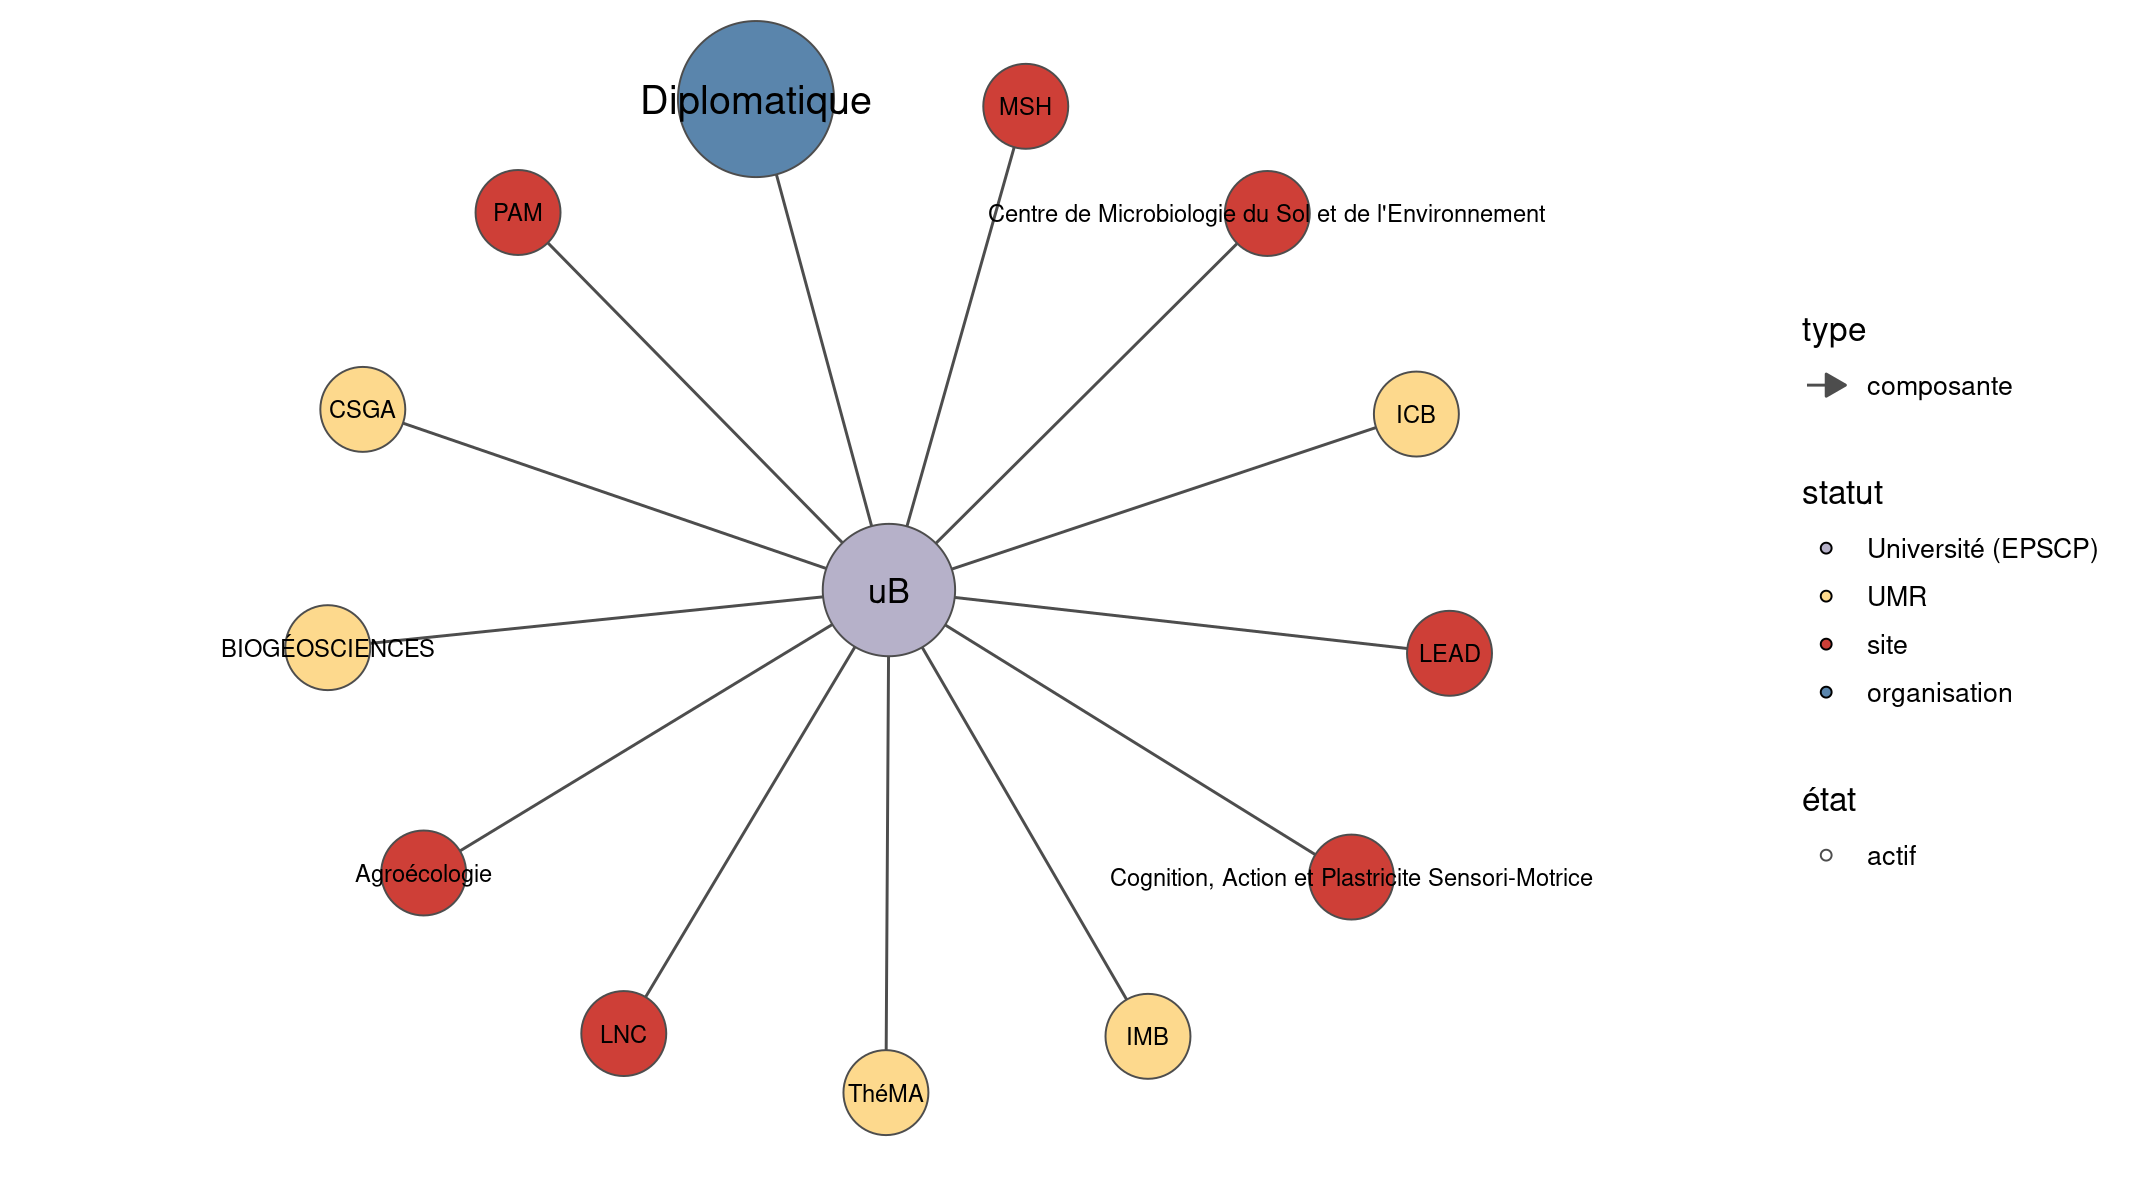 Diplomatique
MSH
PAM
Centre de Microbiologie du Sol et de l'Environnement
CSGA
ICB
uB
BIOGÉOSCIENCES
LEAD
Agroécologie
Cognition, Action et Plastricite Sensori-Motrice
LNC
IMB
ThéMA
type
composante
statut
Université (EPSCP)
UMR
site
organisation
état
actif